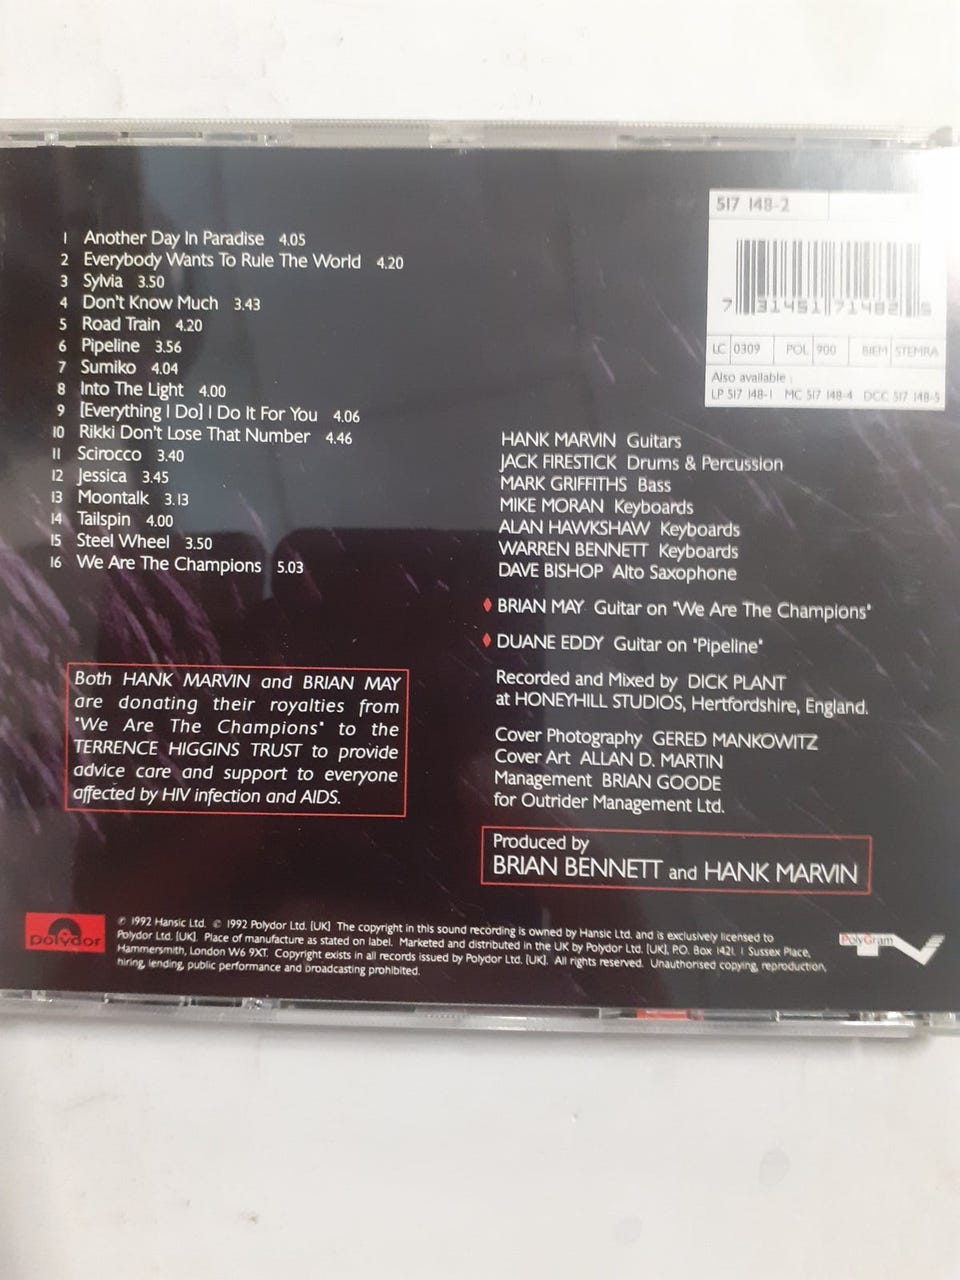 1 Another Day In Paradise 4.05
2 Everybody Wants To Rule The World 4.20
3 Sylvia 3.50
4 Don't Know Much 3.43
5 Road Train 4.20
6 Pipeline 3.56
7 Sumiko 4.04
8 Into The Light 4.00
9 [Everything I Do] I Do It For You 4.06
10 Rikki Don't Lose That Number 4.46
11 Scirocco 3.40
12 Jessica 3.45
13 Moontalk 3.13
14 Tailspin 4.00
15 Steel Wheel 3.50
16 We Are The Champions 5.03
Both HANK MARVIN and BRIAN MAY
are donating their royalties from
"We Are The Champions" to the
TERRENCE HIGGINS TRUST to provide
advice care and support to everyone
affected by HIV infection and AIDS.
517 148-2
7 31451 71482 5
LC 0309 POL 900 BIEM STEMRA
Also available :
LP 517 148-1 MC 517 148-4 DCC 517 148-5
HANK MARVIN Guitars
JACK FIRESTICK Drums & Percussion
MARK GRIFFITHS Bass
MIKE MORAN Keyboards
ALAN HAWKSHAW Keyboards
WARREN BENNETT Keyboards
DAVE BISHOP Alto Saxophone
♦ BRIAN MAY Guitar on "We Are The Champions"
♦ DUANE EDDY Guitar on "Pipeline"
Recorded and Mixed by DICK PLANT
at HONEYHILL STUDIOS, Hertfordshire, England.
Cover Photography GERED MANKOWITZ
Cover Art ALLAN D. MARTIN
Management BRIAN GOODE
for Outrider Management Ltd.
Produced by
BRIAN BENNETT and HANK MARVIN
polydor
℗ 1992 Hansic Ltd. © 1992 Polydor Ltd. [UK] The copyright in this sound recording is owned by Hansic Ltd. and is exclusively licensed to
Polydor Ltd. [UK]. Place of manufacture as stated on label. Marketed and distributed in the UK by Polydor Ltd. [UK], P.O. Box 1421, 1 Sussex Place,
Hammersmith, London W6 9XT. Copyright exists in all records issued by Polydor Ltd. [UK]. All rights reserved. Unauthorised copying, reproduction,
hiring, lending, public performance and broadcasting prohibited.
PolyGram